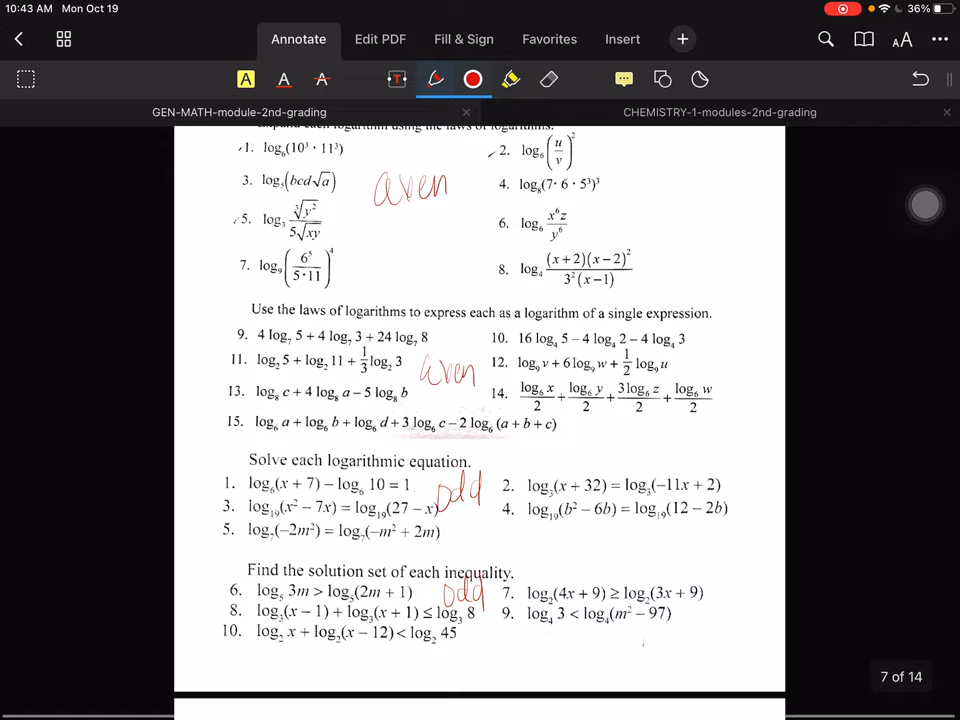 10:43 AM Mon Oct 19 36%
Annotate Edit PDF Fill & Sign Favorites Insert
GEN-MATH-module-2nd-grading CHEMISTRY-1-modules-2nd-grading
Expand each logarithm using the laws of logarithms.
1. log₆(10³ · 11³) 2. log₆(u/v)²
3. log₅(bcd√a) 4. log₈(7· 6 · 5³)³
5. log₃ ∛y²/5√xy 6. log₆ x⁶z/y⁶
7. log₉(6⁵/5·11)⁴ 8. log₄ (x+2)(x−2)²/3²(x−1)
Use the laws of logarithms to express each as a logarithm of a single expression.
9. 4 log₇ 5 + 4 log₇ 3 + 24 log₇ 8 10. 16 log₄ 5 − 4 log₄ 2 − 4 log₄ 3
11. log₂ 5 + log₂ 11 + 1/3 log₂ 3 12. log₉ v + 6 log₉ w + 1/2 log₉ u
13. log₈ c + 4 log₈ a − 5 log₈ b 14. log₆ x/2 + log₆ y/2 + 3 log₆ z/2 + log₆ w/2
15. log₆ a + log₆ b + log₆ d + 3 log₆ c − 2 log₆ (a + b + c)
Solve each logarithmic equation.
odd
1. log₆(x + 7) − log₆ 10 = 1 2. log₃(x + 32) = log₃(−11x + 2)
3. log₁₉(x² − 7x) = log₁₉(27 − x) 4. log₁₉(b² − 6b) = log₁₉(12 − 2b)
5. log₇(−2m²) = log₇(−m² + 2m)
Find the solution set of each inequality.
odd
6. log₅ 3m > log₅(2m + 1) 7. log₂(4x + 9) ≥ log₂(3x + 9)
8. log₃(x − 1) + log₃(x + 1) ≤ log₃ 8 9. log₄ 3 < log₄(m² − 97)
10. log₂ x + log₂(x − 12) < log₂ 45
7 of 14